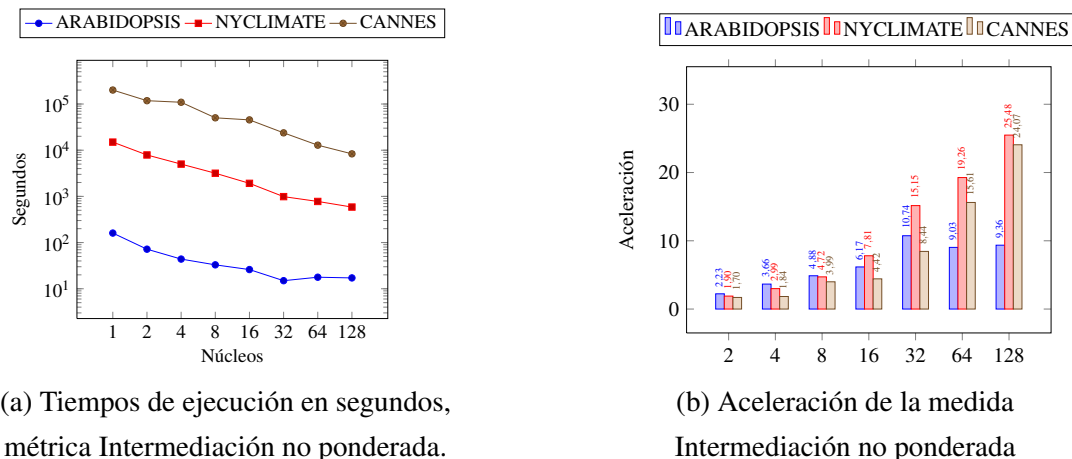 ARABIDOPSIS NYCLIMATE CANNES
10^5
10^4
10^3
10^2
10^1
Segundos
1 2 4 8 16 32 64 128
Núcleos
(a) Tiempos de ejecución en segundos,
métrica Intermediación no ponderada.
ARABIDOPSIS NYCLIMATE CANNES
30
20
10
0
Aceleración
2,23 1,90 1,70
3,66 2,99 1,84
4,88 4,72 3,99
6,17 7,81 4,42
10,74 15,15 8,44
9,03 19,26 15,61
9,36 25,48 24,07
2 4 8 16 32 64 128
(b) Aceleración de la medida
Intermediación no ponderada